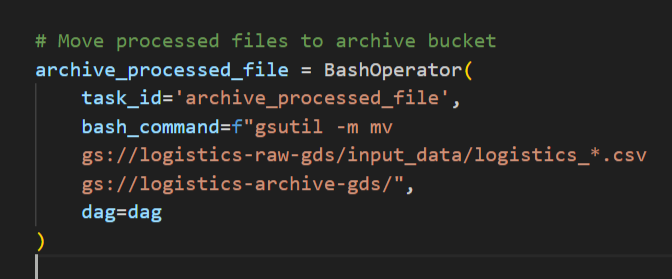 # Move processed files to archive bucket
archive_processed_file = BashOperator(
    task_id='archive_processed_file',
    bash_command=f"gsutil -m mv
    gs://logistics-raw-gds/input_data/logistics_*.csv
    gs://logistics-archive-gds/",
    dag=dag
)